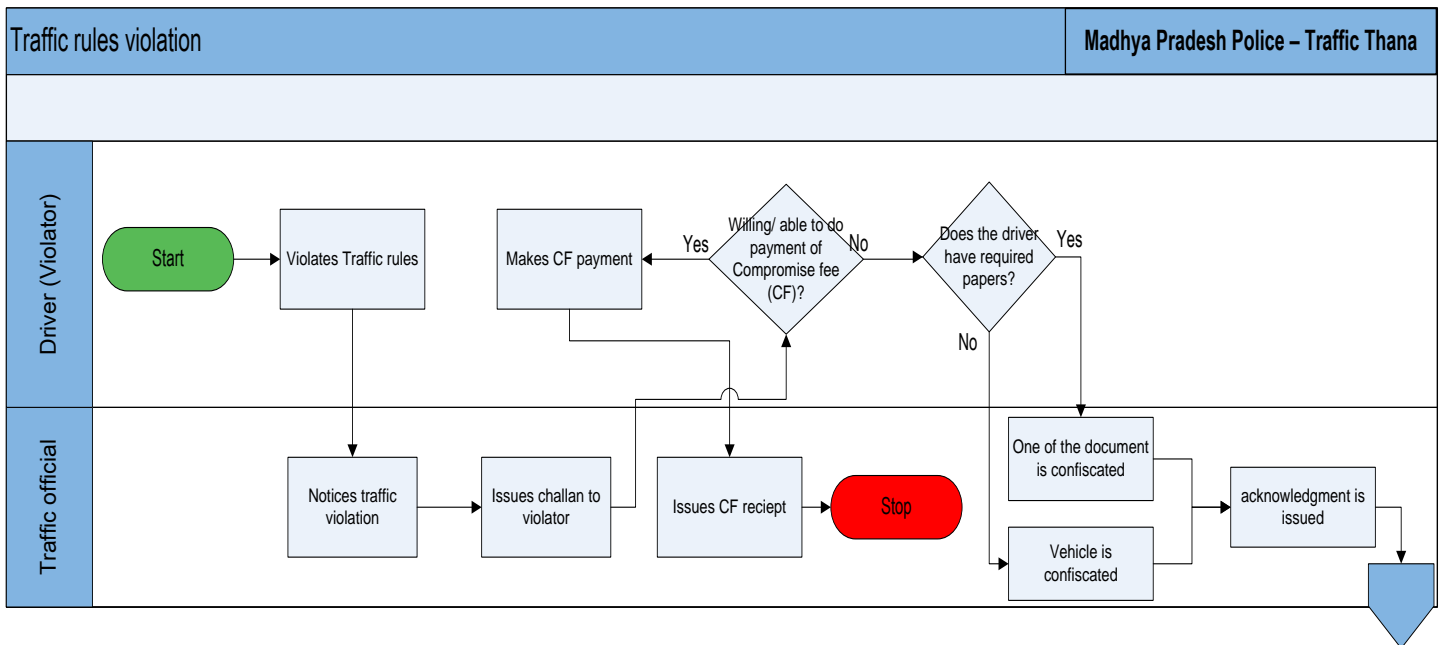 Traffic rules violation
Madhya Pradesh Police – Traffic Thana
Driver (Violator)
Start
Violates Traffic rules
Makes CF payment
Yes
Willing/ able to do
payment of
Compromise fee
(CF)?
No
Does the driver
have required
papers?
Yes
No
Traffic official
Notices traffic
violation
Issues challan to
violator
Issues CF reciept
Stop
One of the document
is confiscated
Vehicle is
confiscated
acknowledgment is
issued